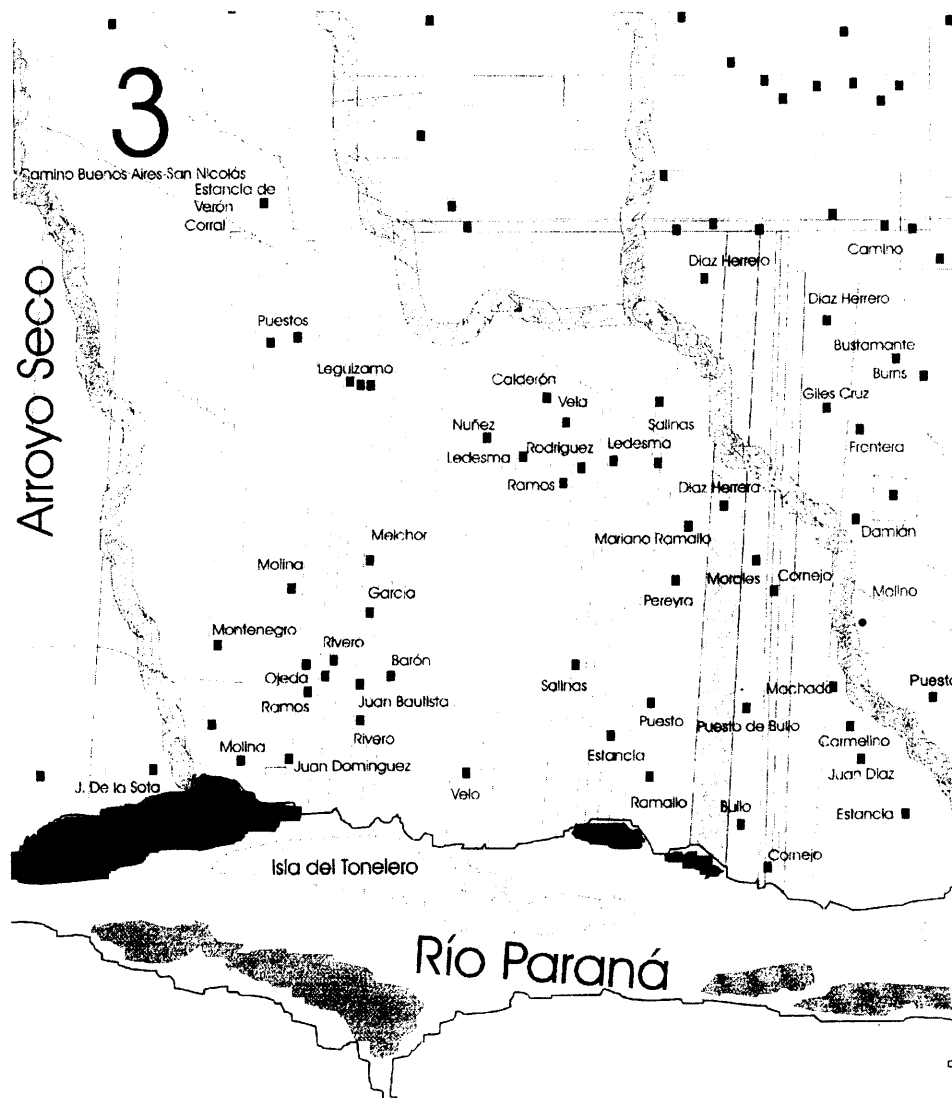 3
Camino Buenos Aires-San Nicolás
Estancia de
Verón
Corral
Camino
Diaz Herrero
Diaz Herrero
Arroyo Seco
Puestos
Bustamante
Leguizamo
Burns
Calderón
Giles Cruz
Vela
Nuñez
Salinas
Frontera
Rodriguez
Ledesma
Ledesma
Ramos
Diaz Herrera
Mariano Ramallo
Damián
Melchor
Molina
Morales
Cornejo
Garcia
Pereyra
Molino
Montenegro
Rivero
Ojeda
Barón
Salinas
Machado
Puesto
Ramos
Juan Bautista
Puesto
Puesto de Bullo
Rivero
Carmelino
Molina
Estancia
Juan Dominguez
Juan Diaz
J. De la Sota
Velo
Ramallo
Bullo
Estancia
Isla del Tonelero
Cornejo
Río Paraná